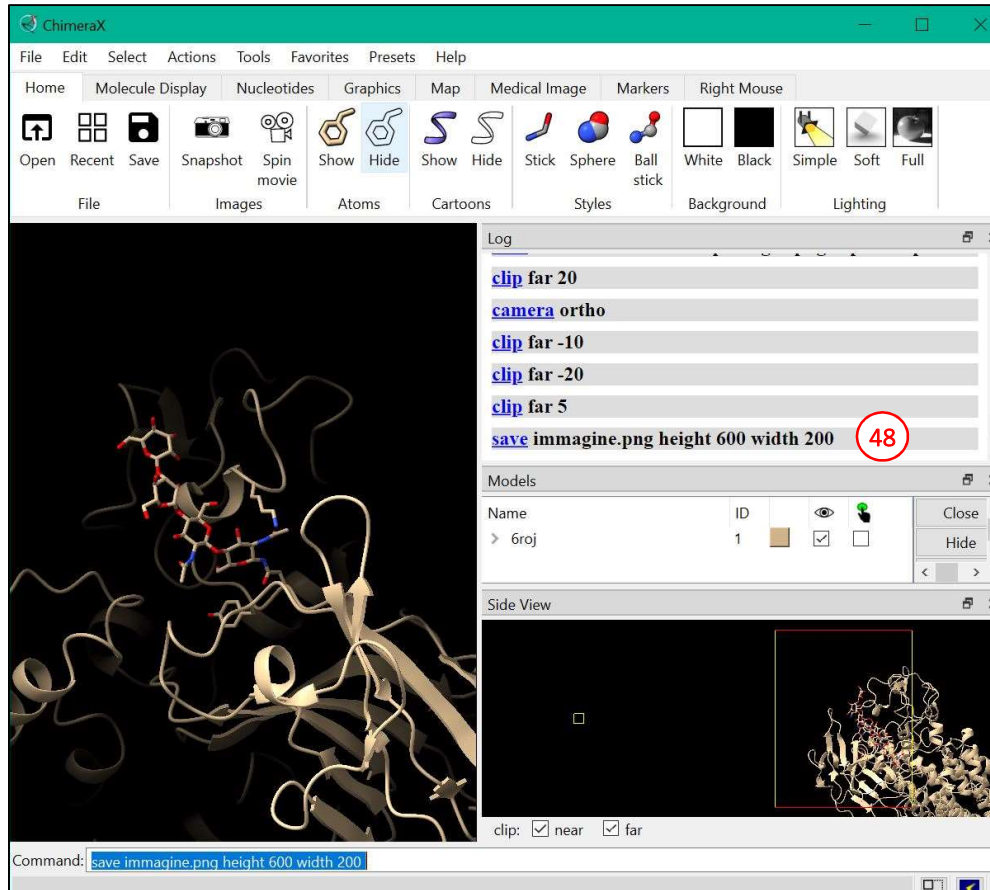 ChimeraX
File Edit Select Actions Tools Favorites Presets Help
Home Molecule Display Nucleotides Graphics Map Medical Image Markers Right Mouse
Open Recent Save Snapshot Spin movie Show Hide Show Hide Stick Sphere Ball stick White Black Simple Soft Full
File Images Atoms Cartoons Styles Background Lighting
Log
clip far 20
camera ortho
clip far -10
clip far -20
clip far 5
save immagine.png height 600 width 200 48
Models
Name ID Close
6roj 1 Hide
Side View
clip: near far
Command: save immagine.png height 600 width 200